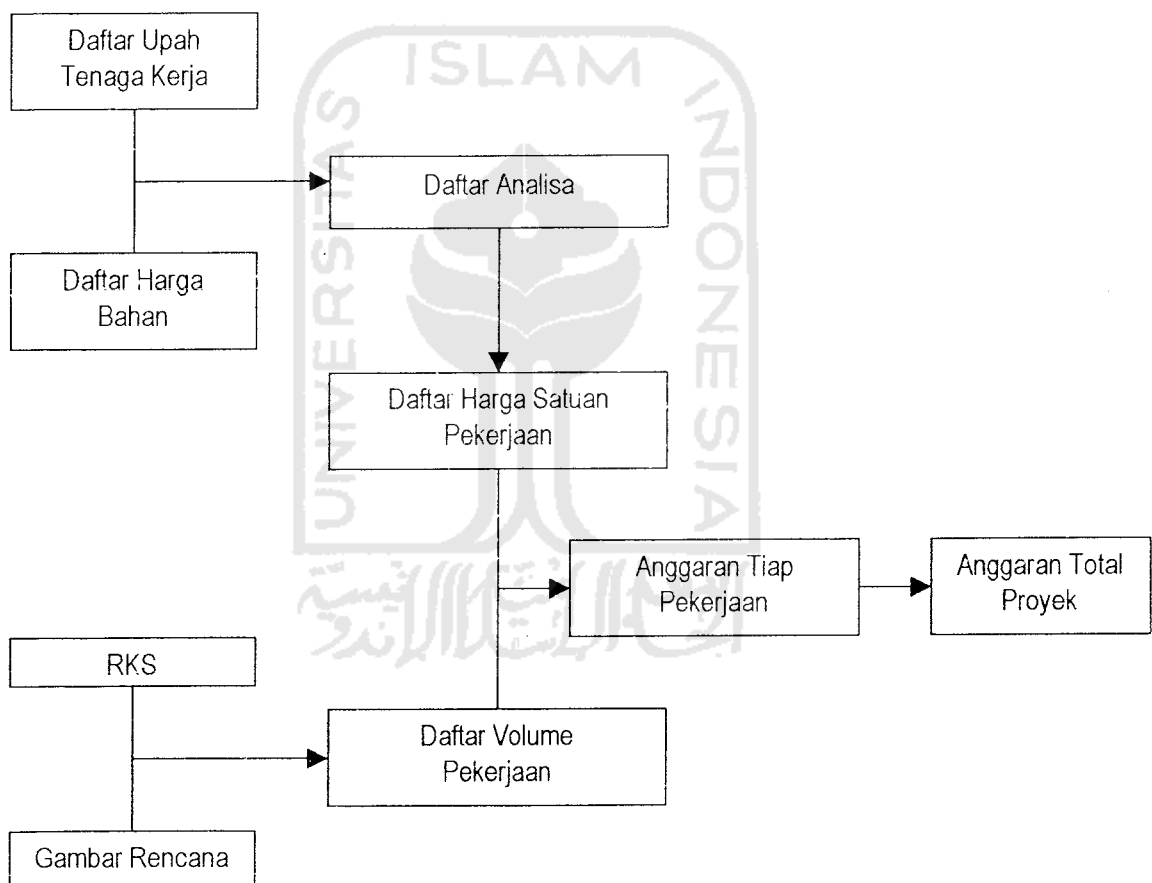 Daftar Upah
Tenaga Kerja
ISLAM
UNIVERSITAS
INDONESIA
Daftar Analisa
Daftar Harga
Bahan
Daftar Harga Satuan
Pekerjaan
Anggaran Tiap
Pekerjaan
Anggaran Total
Proyek
RKS
Daftar Volume
Pekerjaan
Gambar Rencana